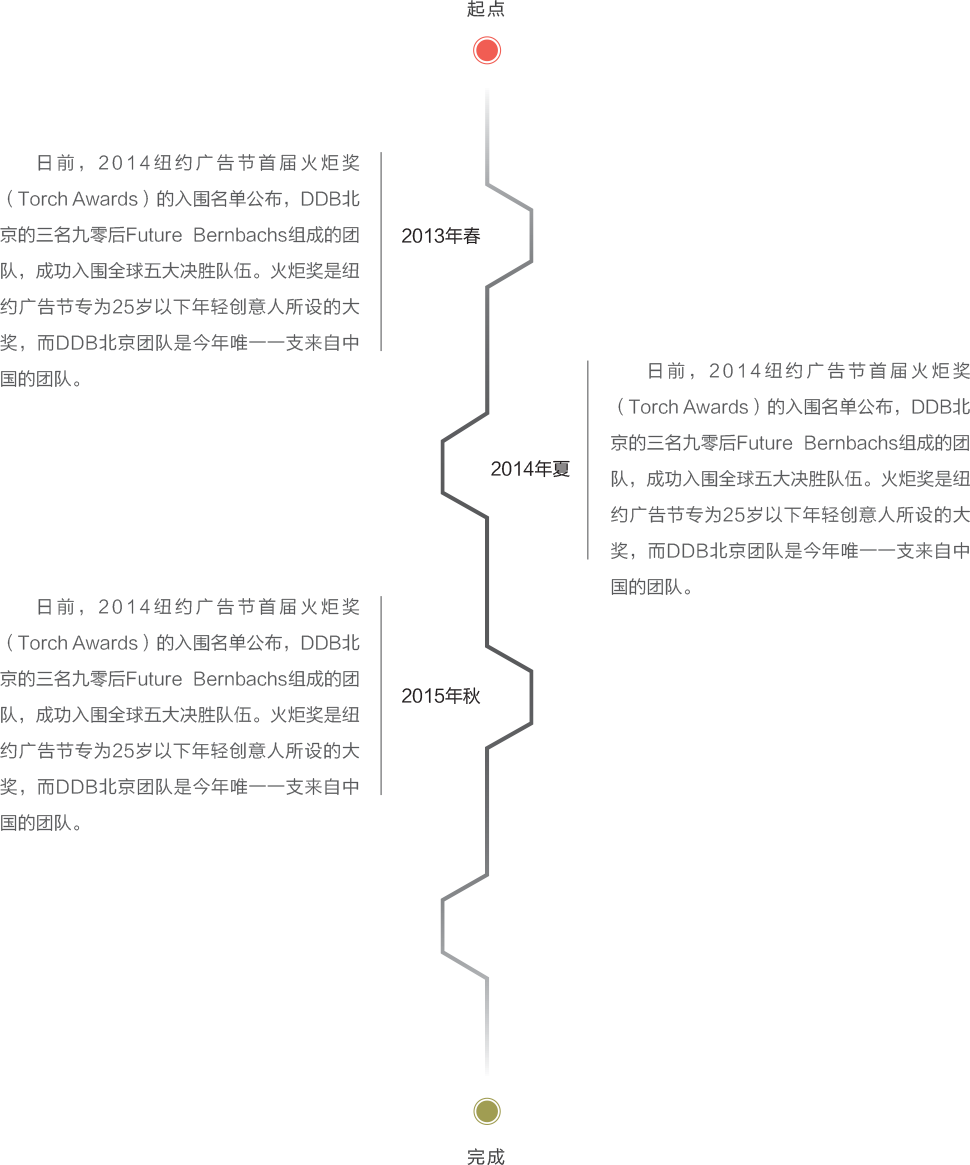 起点
日前，2014纽约广告节首届火炬奖
（Torch Awards）的入围名单公布，DDB北
京的三名九零后Future Bernbachs组成的团
队，成功入围全球五大决胜队伍。火炬奖是纽
约广告节专为25岁以下年轻创意人所设的大
奖，而DDB北京团队是今年唯一一支来自中
国的团队。
2013年春
2014年夏
日前，2014纽约广告节首届火炬奖
（Torch Awards）的入围名单公布，DDB北
京的三名九零后Future Bernbachs组成的团
队，成功入围全球五大决胜队伍。火炬奖是纽
约广告节专为25岁以下年轻创意人所设的大
奖，而DDB北京团队是今年唯一一支来自中
国的团队。
日前，2014纽约广告节首届火炬奖
（Torch Awards）的入围名单公布，DDB北
京的三名九零后Future Bernbachs组成的团
队，成功入围全球五大决胜队伍。火炬奖是纽
约广告节专为25岁以下年轻创意人所设的大
奖，而DDB北京团队是今年唯一一支来自中
国的团队。
2015年秋
完成